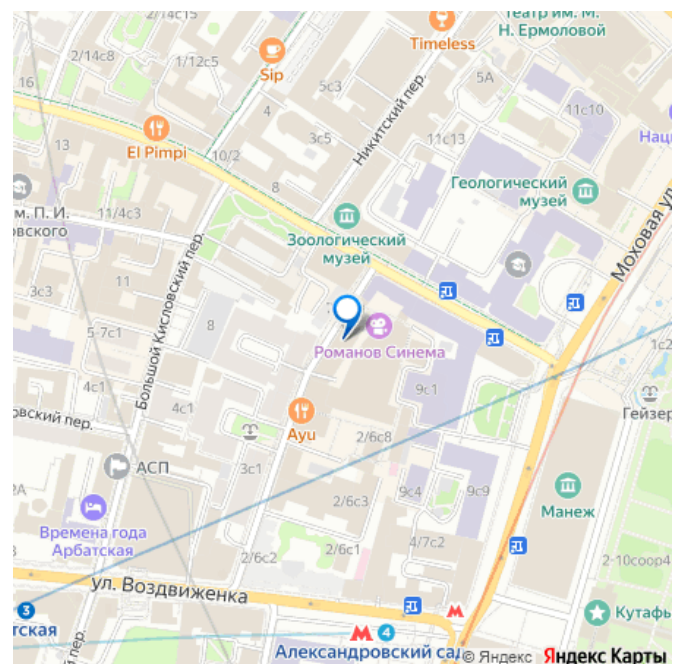 Театр им. М.
Н. Ермоловой
2/14с8
1/12с5
Timeless
Sip
16
5с3
5А
11с10
4
Никитский пер.
Наци
13
El Pimpi
10/2
3с5
11с13
8
Геологический
музей
м. П. И.
овского
11/4с3
Зоологический
музей
Моховая ул.
3с3
11
Большой Кисловский пер.
8
5-7с1
Романов Синема
1с2
4с1
9с1
Гейзер
овский пер.
4с1
Ayu
2/6с8
АСП
3с1
2А
2/6с3
9с4
9с9
Манеж
Времена года
Арбатская
2/6с2
2/6с1
4/7с2
2-10соор4
ул. Воздвиженка
3
тская
4
Кутафь
Александровский сад
© Яндекс Яндекс Карты